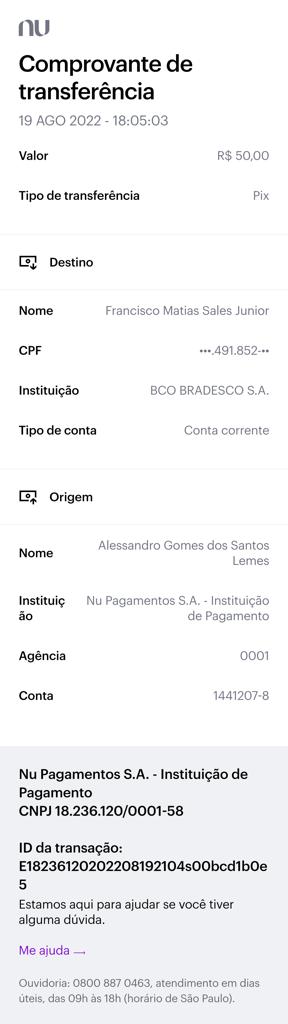 nu
Comprovante de
transferência
19 AGO 2022 - 18:05:03
Valor R$ 50,00
Tipo de transferência Pix
Destino
Nome Francisco Matias Sales Junior
CPF •••.491.852-••
Instituição BCO BRADESCO S.A.
Tipo de conta Conta corrente
Origem
Nome Alessandro Gomes dos Santos
Lemes
Instituiç Nu Pagamentos S.A. - Instituição
ão de Pagamento
Agência 0001
Conta 1441207-8
Nu Pagamentos S.A. - Instituição de
Pagamento
CNPJ 18.236.120/0001-58
ID da transação:
E18236120202208192104s00bcd1b0e
5
Estamos aqui para ajudar se você tiver
alguma dúvida.
Me ajuda →
Ouvidoria: 0800 887 0463, atendimento em dias
úteis, das 09h às 18h (horário de São Paulo).